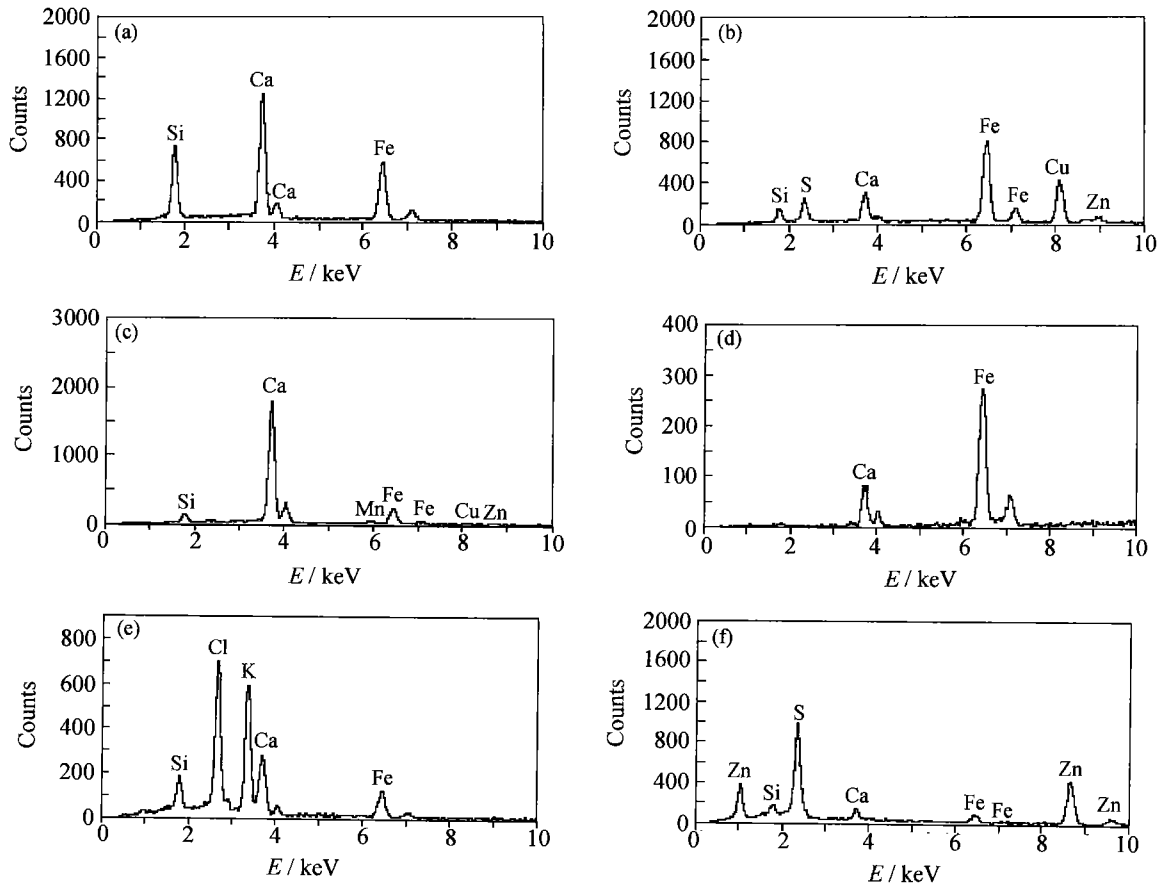 (a)
2000
1600
1200
800
400
0
Counts
Si
Ca
Ca
Fe
0 2 4 6 8 10
E / keV
(b)
2000
1600
1200
800
400
0
Counts
Si
S
Ca
Fe
Fe
Cu
Zn
0 2 4 6 8 10
E / keV
(c)
3000
2000
1000
0
Counts
Si
Ca
Mn
Fe
Fe
Cu
Zn
0 2 4 6 8 10
E / keV
(d)
400
300
200
100
0
Counts
Ca
Fe
0 2 4 6 8 10
E / keV
(e)
800
600
400
200
0
Counts
Si
Cl
K
Ca
Fe
0 2 4 6 8 10
E / keV
(f)
2000
1600
1200
800
400
0
Counts
Zn
Si
S
Ca
Fe
Fe
Zn
Zn
0 2 4 6 8 10
E / keV